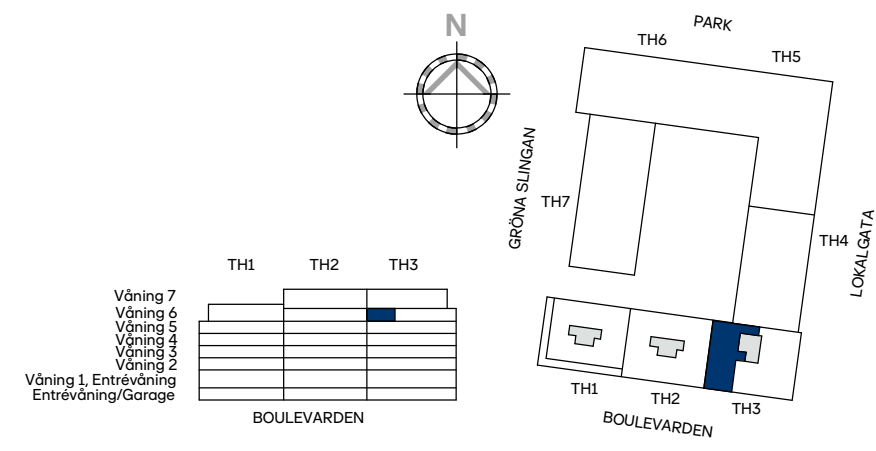 N
PARK
TH6
TH5
GRÖNA SLINGAN
TH7
TH4
LOKALGATA
TH1 TH2 TH3
Våning 7
Våning 6
Våning 5
Våning 4
Våning 3
Våning 2
Våning 1, Entrévåning
Entrévåning/Garage
BOULEVARDEN
TH1
TH2
TH3
BOULEVARDEN